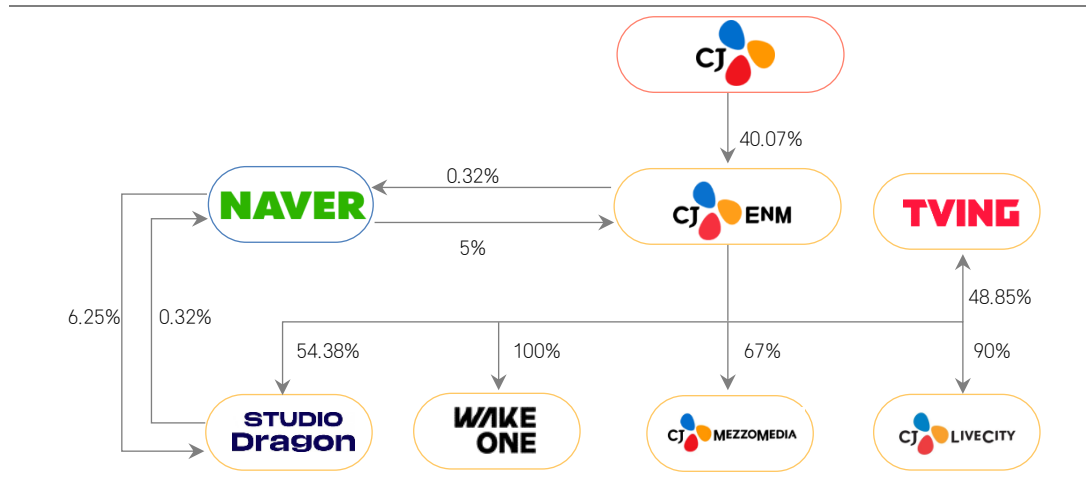 CJ
40.07%
0.32%
NAVER
CJ ENM
TVING
5%
48.85%
6.25%
0.32%
54.38%
100%
67%
90%
STUDIO
Dragon
WAKE
ONE
CJ MEZZOMEDIA
CJ LIVECITY